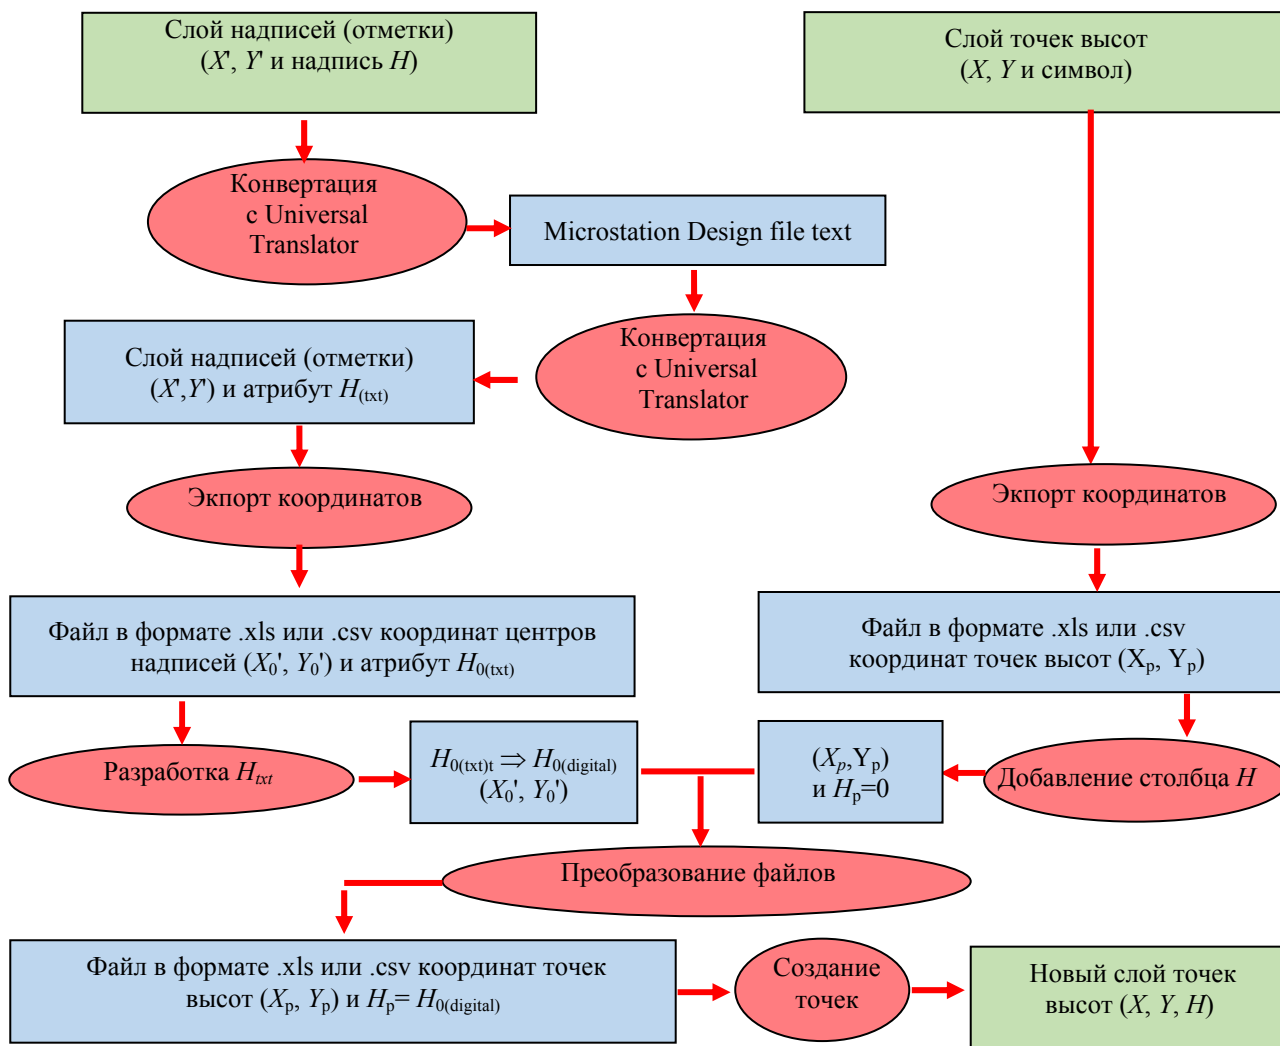 Слой надписей (отметки)
(X', Y' и надпись H)
Слой точек высот
(X, Y и символ)
Конвертация
с Universal
Translator
Microstation Design file text
Конвертация
с Universal
Translator
Слой надписей (отметки)
(X',Y') и атрибут H(txt)
Экпорт координатов
Экпорт координатов
Файл в формате .xls или .csv координат центров
надписей (X0', Y0') и атрибут H0(txt)
Файл в формате .xls или .csv
координат точек высот (Xp, Yp)
Разработка Htxt
H0(txt)t ⇒ H0(digital)
(X0', Y0')
(Xp,Yp)
и Hp=0
Добавление столбца H
Преобразование файлов
Файл в формате .xls или .csv координат точек
высот (Xp, Yp) и Hp= H0(digital)
Создание
точек
Новый слой точек
высот (X, Y, H)